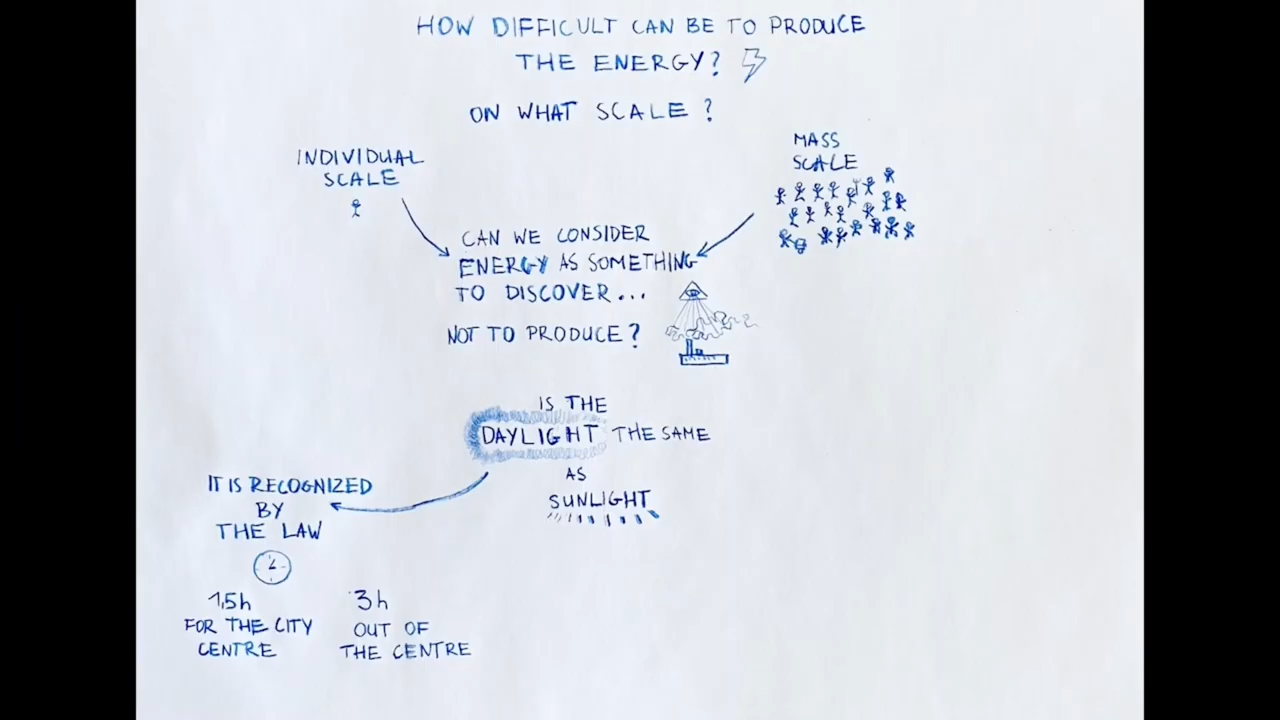 HOW DIFFICULT CAN BE TO PRODUCE
THE ENERGY?
ON WHAT SCALE?
INDIVIDUAL
SCALE
MASS
SCALE
CAN WE CONSIDER
ENERGY AS SOMETHING
TO DISCOVER...
NOT TO PRODUCE?
IS THE
DAYLIGHT THE SAME
AS
SUNLIGHT
IT IS RECOGNIZED
BY
THE LAW
1,5h
FOR THE CITY
CENTRE
3h
OUT OF
THE CENTRE